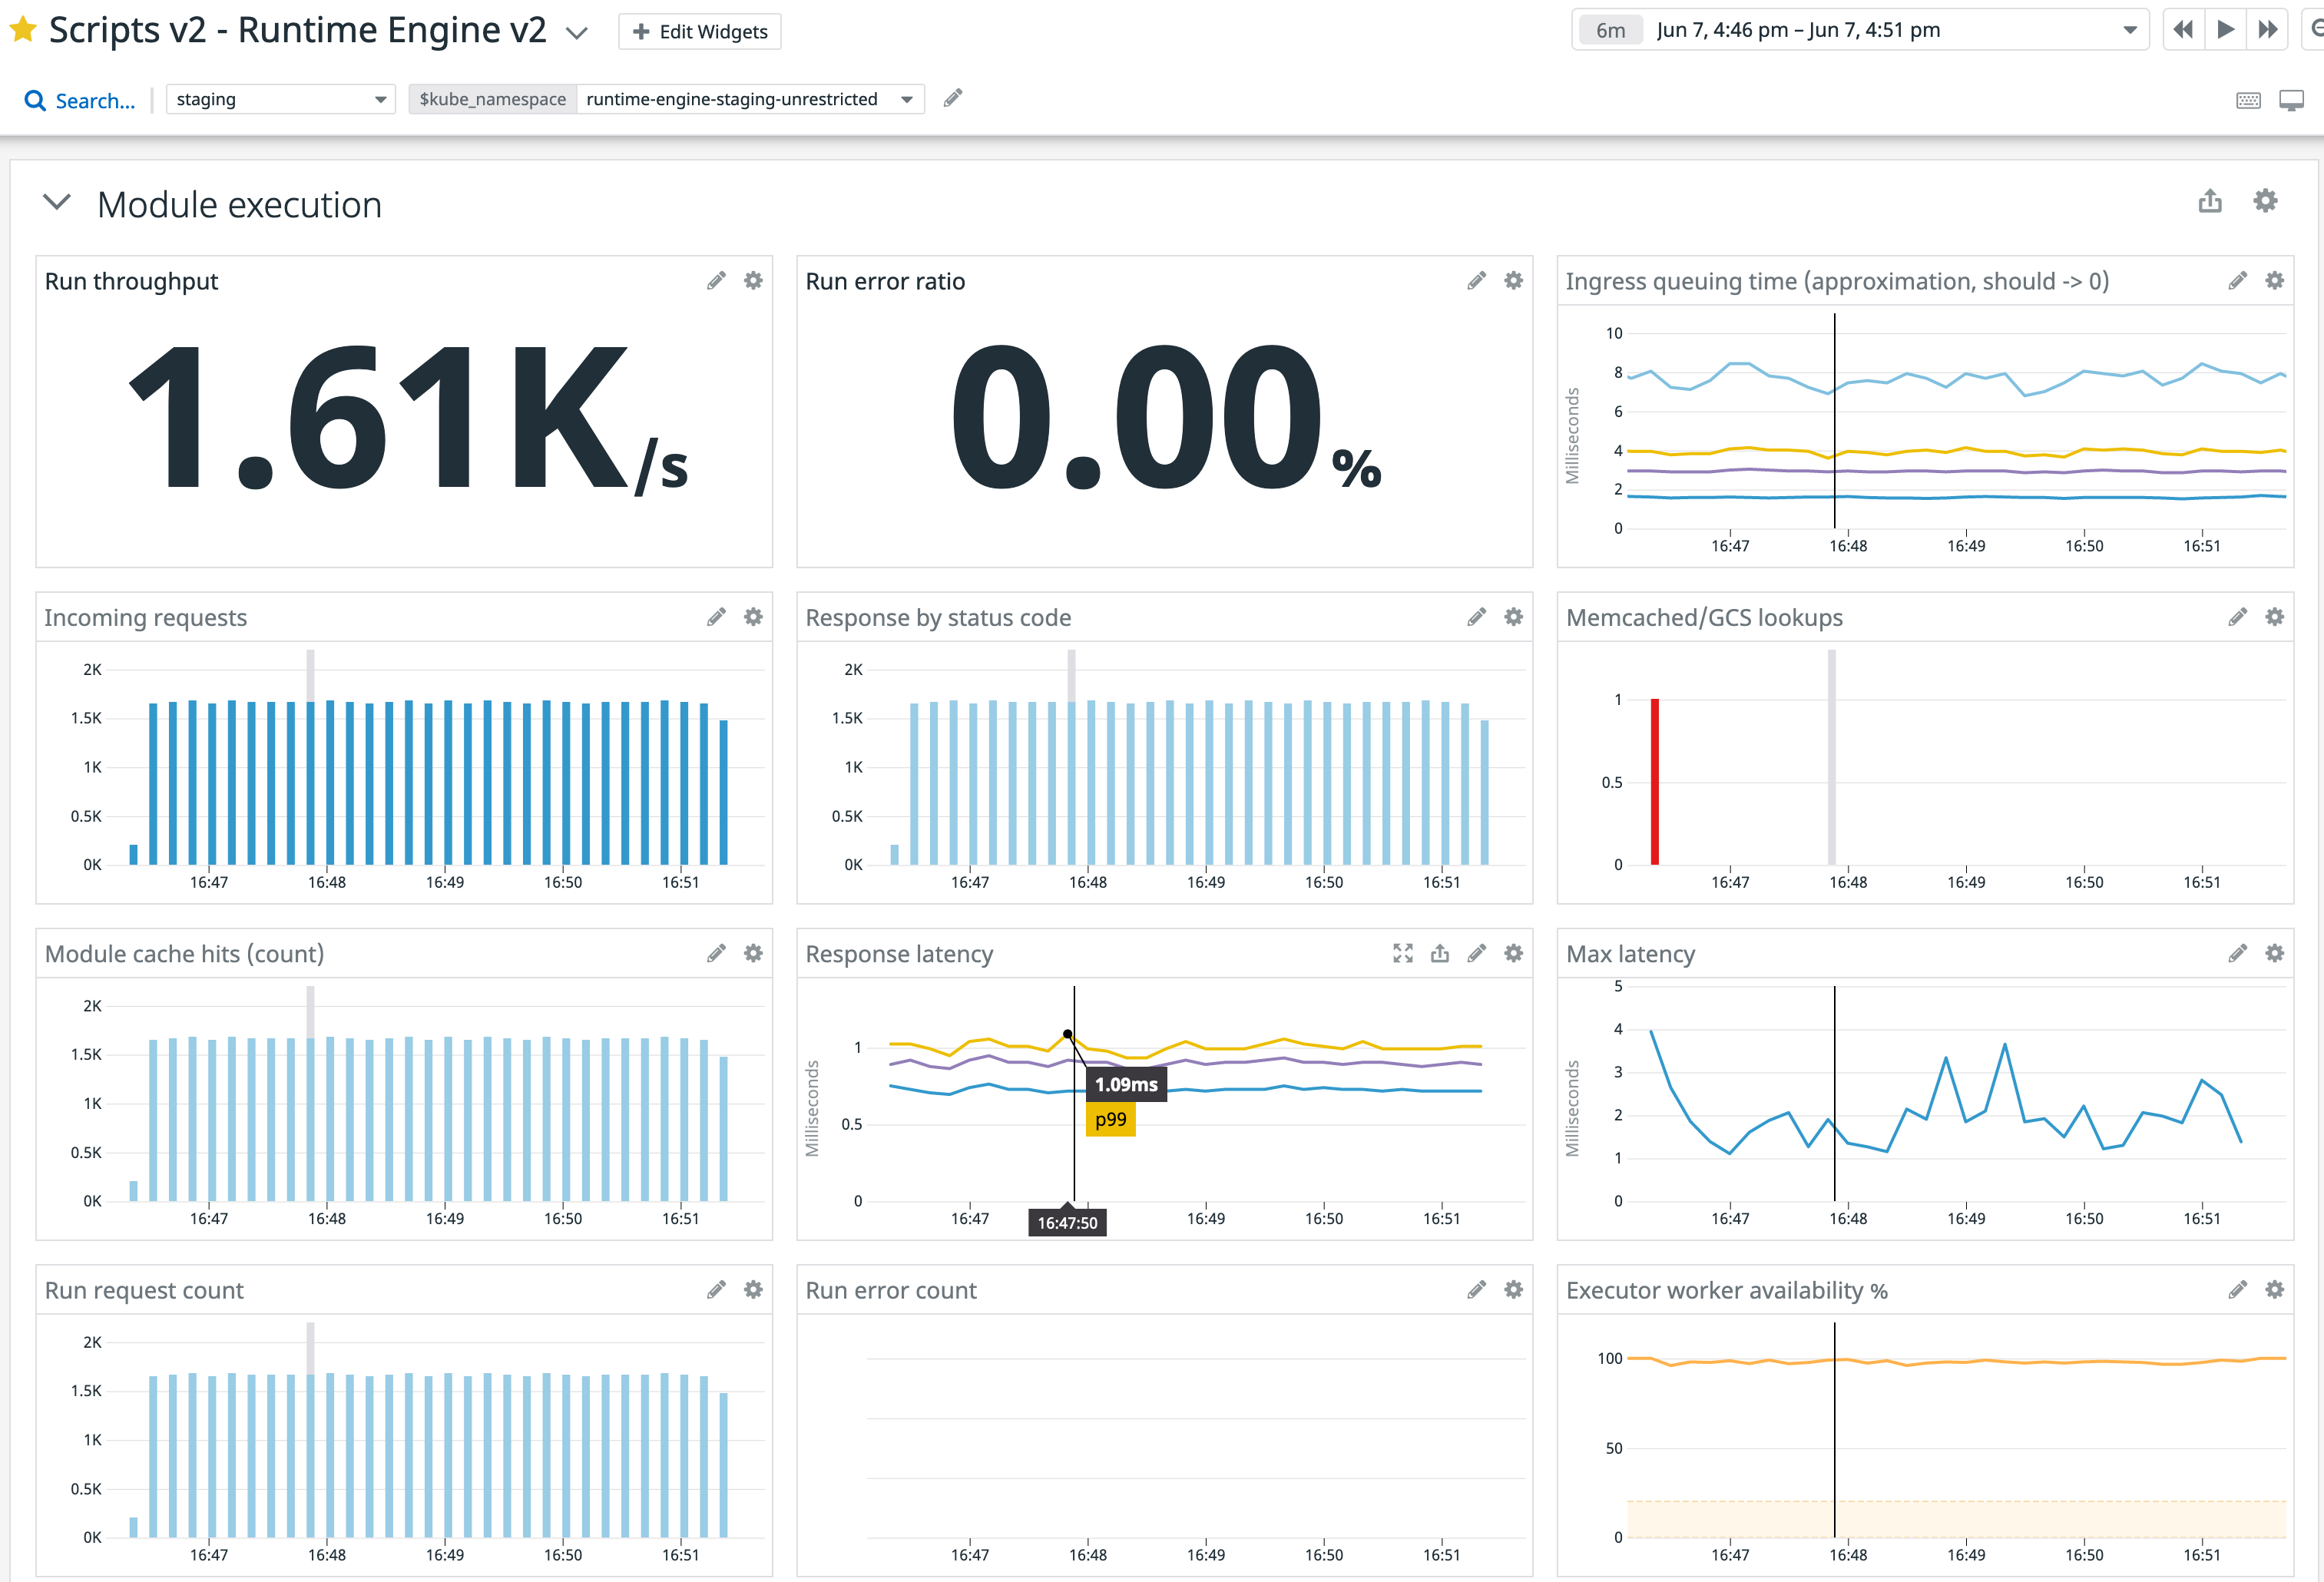 Scripts v2 - Runtime Engine v2
Edit Widgets
6m Jun 7, 4:46 pm – Jun 7, 4:51 pm
Search... staging $kube_namespace runtime-engine-staging-unrestricted
Module execution
Run throughput
1.61K/s
Run error ratio
0.00%
Ingress queuing time (approximation, should -> 0)
Milliseconds
10
8
6
4
2
0
16:47 16:48 16:49 16:50 16:51
Incoming requests
2K
1.5K
1K
0.5K
0K
16:47 16:48 16:49 16:50 16:51
Response by status code
2K
1.5K
1K
0.5K
0K
16:47 16:48 16:49 16:50 16:51
Memcached/GCS lookups
1
0.5
0
16:47 16:48 16:49 16:50 16:51
Module cache hits (count)
2K
1.5K
1K
0.5K
0K
16:47 16:48 16:49 16:50 16:51
Response latency
Milliseconds
1
0.5
0
1.09ms
p99
16:47 16:47:50 16:49 16:50 16:51
Max latency
Milliseconds
5
4
3
2
1
0
16:47 16:48 16:49 16:50 16:51
Run request count
2K
1.5K
1K
0.5K
0K
16:47 16:48 16:49 16:50 16:51
Run error count
16:47 16:48 16:49 16:50 16:51
Executor worker availability %
100
50
0
16:47 16:48 16:49 16:50 16:51